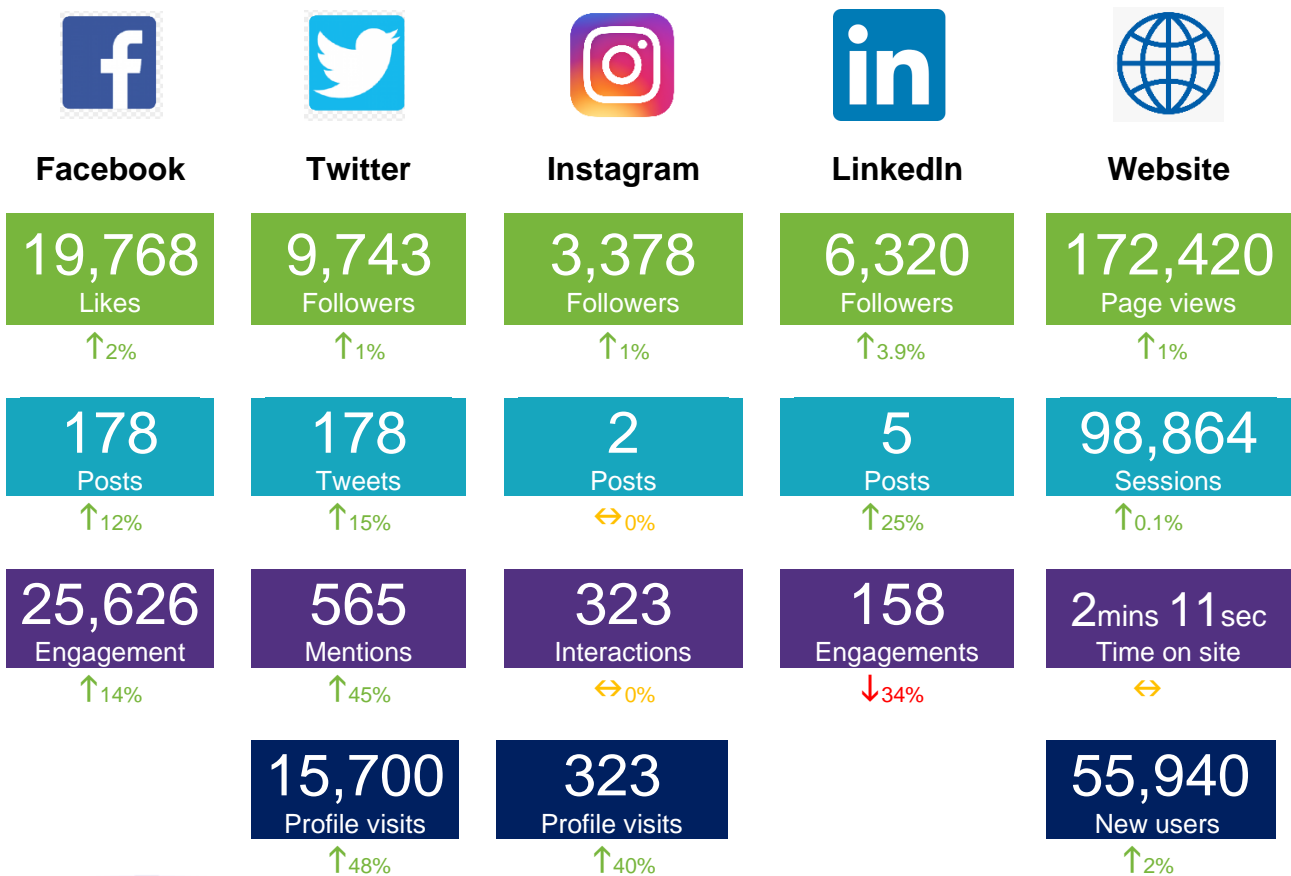 f
in
Facebook Twitter Instagram LinkedIn Website
19,768 9,743 3,378 6,320 172,420
Likes Followers Followers Followers Page views
↑2% ↑1% ↑1% ↑3.9% ↑1%
178 178 2 5 98,864
Posts Tweets Posts Posts Sessions
↑12% ↑15% ↔0% ↑25% ↑0.1%
25,626 565 323 158 2mins 11sec
Engagement Mentions Interactions Engagements Time on site
↑14% ↑45% ↔0% ↓34% ↔
15,700 323 55,940
Profile visits Profile visits New users
↑48% ↑40% ↑2%